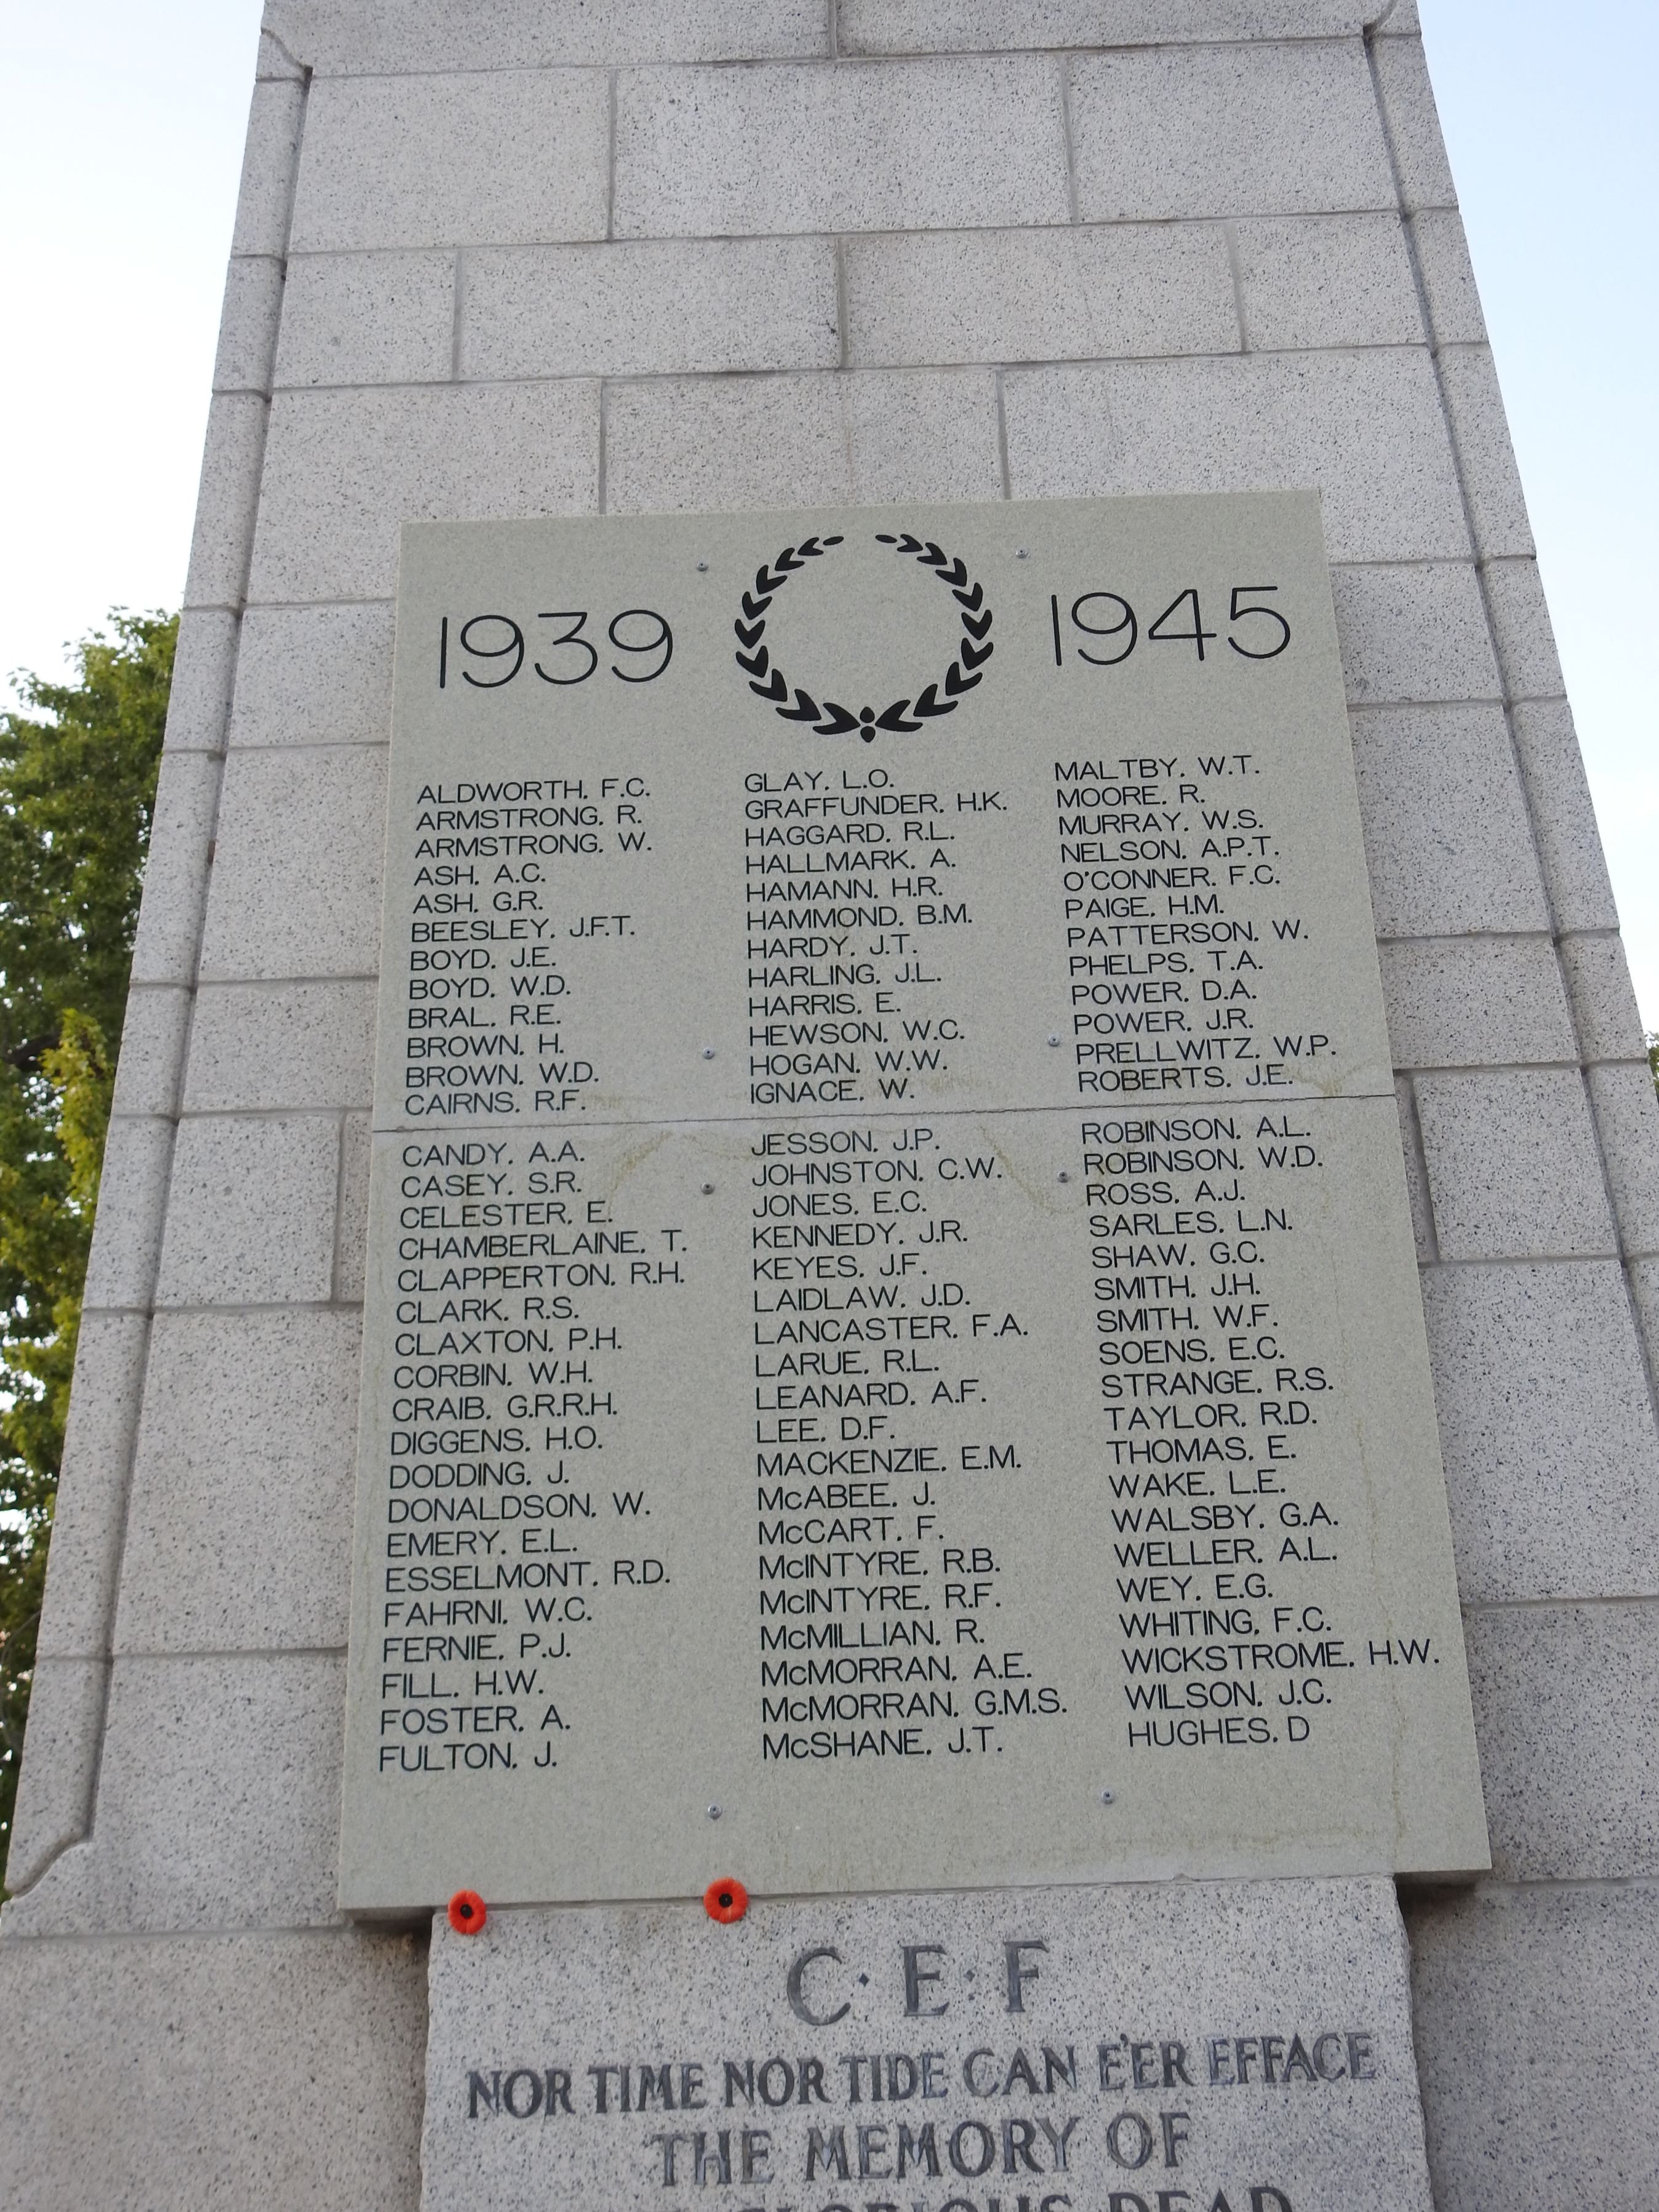 1939 1945
ALDWORTH. F.C.
ARMSTRONG. R.
ARMSTRONG. W.
ASH. A.C.
ASH. G.R.
BEESLEY. J.F.T.
BOYD. J.E.
BOYD. W.D.
BRAL. R.E.
BROWN. H.
BROWN. W.D.
CAIRNS. R.F.
CANDY. A.A.
CASEY. S.R.
CELESTER. E.
CHAMBERLAINE. T.
CLAPPERTON. R.H.
CLARK. R.S.
CLAXTON. P.H.
CORBIN. W.H.
CRAIB. G.R.R.H.
DIGGENS. H.O.
DODDING. J.
DONALDSON. W.
EMERY. E.L.
ESSELMONT. R.D.
FAHRNI. W.C.
FERNIE. P.J.
FILL. H.W.
FOSTER. A.
FULTON. J.
GLAY. L.O.
GRAFFUNDER. H.K.
HAGGARD. R.L.
HALLMARK. A.
HAMANN. H.R.
HAMMOND. B.M.
HARDY. J.T.
HARLING. J.L.
HARRIS. E.
HEWSON. W.C.
HOGAN. W.W.
IGNACE. W.
JESSON. J.P.
JOHNSTON. C.W.
JONES. E.C.
KENNEDY. J.R.
KEYES. J.F.
LAIDLAW. J.D.
LANCASTER. F.A.
LARUE. R.L.
LEANARD. A.F.
LEE. D.F.
MACKENZIE. E.M.
McABEE. J.
McCART. F.
McINTYRE. R.B.
McINTYRE. R.F.
McMILLIAN. R.
McMORRAN. A.E.
McMORRAN. G.M.S.
McSHANE. J.T.
MALTBY. W.T.
MOORE. R.
MURRAY. W.S.
NELSON. A.P.T.
O'CONNER. F.C.
PAIGE. H.M.
PATTERSON. W.
PHELPS. T.A.
POWER. D.A.
POWER. J.R.
PRELLWITZ. W.P.
ROBERTS. J.E.
ROBINSON. A.L.
ROBINSON. W.D.
ROSS. A.J.
SARLES. L.N.
SHAW. G.C.
SMITH. J.H.
SMITH. W.F.
SOENS. E.C.
STRANGE. R.S.
TAYLOR. R.D.
THOMAS. E.
WAKE. L.E.
WALSBY. G.A.
WELLER. A.L.
WEY. E.G.
WHITING. F.C.
WICKSTROME. H.W.
WILSON. J.C.
HUGHES. D
C·E·F
NOR TIME NOR TIDE CAN E'ER EFFACE
THE MEMORY OF
GLORIOUS DEAD